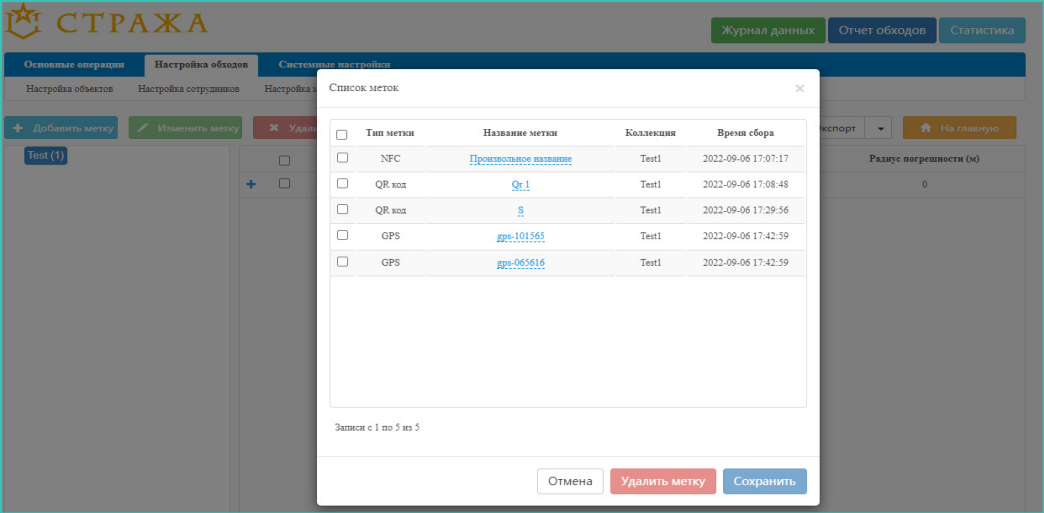 СТРАЖА
Журнал данных Отчет обходов Статистика
Основные операции Настройка обходов Системные настройки
Настройка объектов Настройка сотрудников Настройка
Добавить метку Изменить метку Экспорт На главную
Test (1)
Радиус погрешности (м)
0
Список меток
×
Тип метки Название метки Коллекция Время сбора
NFC Произвольное название Test1 2022-09-06 17:07:17
QR код Qr 1 Test1 2022-09-06 17:08:48
QR код S Test1 2022-09-06 17:29:56
GPS gps-101565 Test1 2022-09-06 17:42:59
GPS gps-065616 Test1 2022-09-06 17:42:59
Записи с 1 по 5 из 5
Отмена Удалить метку Сохранить